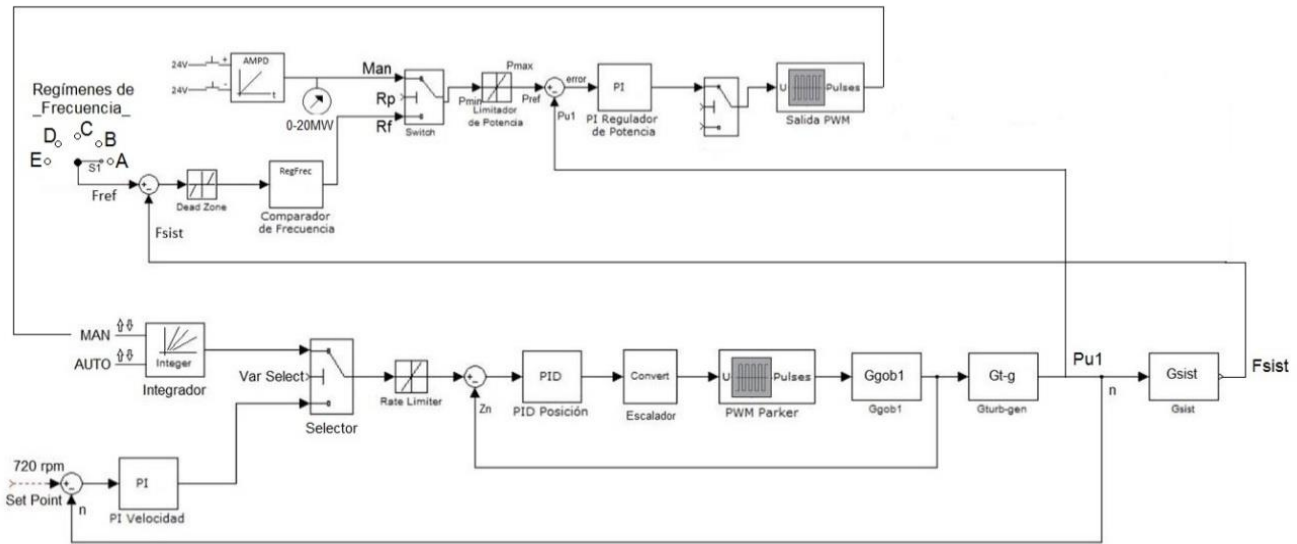 24V
+
AMPD
t
24V
-
0-20MW
Man
Rp
Rf
Switch
Pmin
Pmax
Limitador
de Potencia
Pref
+
-
error
Pu1
PI
PI Regulador
de Potencia
U
Pulses
Salida PWM
Regímenes de
_Frecuencia_
A
B
C
D
E
S1
Fref
+
-
Fsist
Dead Zone
RegFrec
Comparador
de Frecuencia
MAN
AUTO
Integer
Integrador
Var Select
Selector
Rate Limiter
+
-
Zn
PID
PID Posición
Convert
Escalador
U
Pulses
PWM Parker
Ggob1
Ggob1
Gt-g
Gturb-gen
Pu1
n
Gsist
Gsist
Fsist
720 rpm
Set Point
+
-
n
PI
PI Velocidad